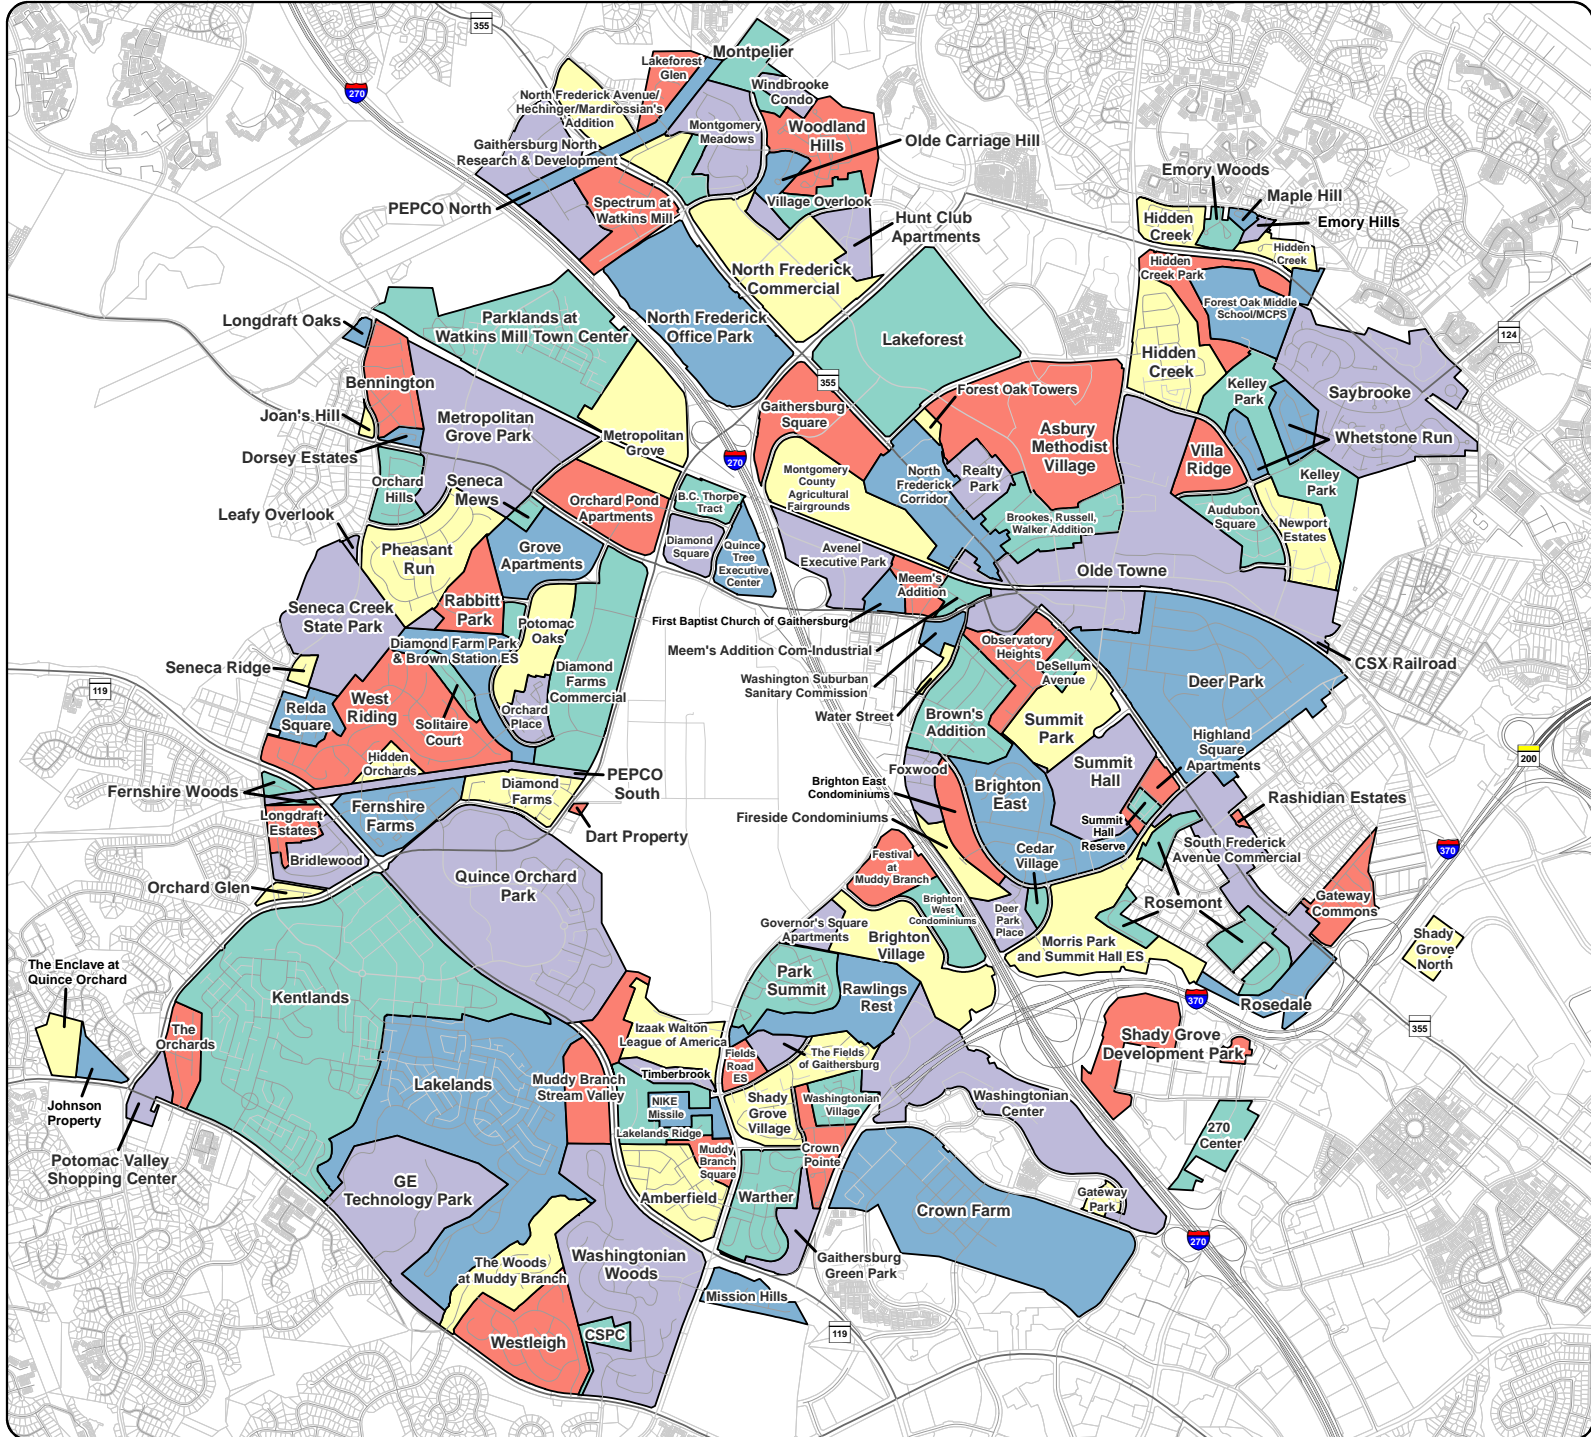 355
Montpelier
Lakeforest
Glen
270
Windbrooke
Condo
North Frederick Avenue/
Hechinger/Mardirossian's
Addition
Montgomery
Meadows
Woodland
Hills
Olde Carriage Hill
Gaithersburg North
Research & Development
Emory Woods
Maple Hill
PEPCO North
Spectrum at
Watkins Mill
Village Overlook
Hunt Club
Apartments
Hidden
Creek
Emory Hills
Hidden
Creek
Hidden
Creek Park
North Frederick
Commercial
Forest Oak Middle
School/MCPS
Longdraft Oaks
Parklands at
Watkins Mill Town Center
North Frederick
Office Park
Lakeforest
124
Hidden
Creek
Bennington
355
Kelley
Park
Saybrooke
Forest Oak Towers
Gaithersburg
Square
Joan's Hill
Metropolitan
Grove Park
Metropolitan
Grove
Asbury
Methodist
Village
Whetstone Run
Dorsey Estates
270
Villa
Ridge
Orchard
Hills
Seneca
Mews
Montgomery
County
Agricultural
Fairgrounds
North
Frederick
Corridor
Realty
Park
Kelley
Park
Orchard Pond
Apartments
B.C. Thorpe
Tract
Leafy Overlook
Brookes, Russell,
Walker Addition
Audubon
Square
Newport
Estates
Pheasant
Run
Grove
Apartments
Diamond
Square
Quince
Tree
Executive
Center
Avenel
Executive Park
Olde Towne
Meem's
Addition
Seneca Creek
State Park
Rabbitt
Park
Potomac
Oaks
First Baptist Church of Gaithersburg
Diamond Farm Park
& Brown Station ES
Meem's Addition Com-Industrial
Observatory
Heights
CSX Railroad
Seneca Ridge
Diamond
Farms
Commercial
DeSellum
Avenue
Washington Suburban
Sanitary Commission
Deer Park
119
Relda
Square
West
Riding
Solitaire
Court
Orchard
Place
Water Street
Brown's
Addition
Summit
Park
Highland
Square
Apartments
Hidden
Orchards
200
Fernshire Woods
PEPCO
South
Diamond
Farms
Foxwood
Summit
Hall
Brighton East
Condominiums
Brighton
East
Rashidian Estates
Longdraft
Estates
Fernshire
Farms
Dart Property
Fireside Condominiums
Summit
Hall
Reserve
Bridlewood
Cedar
Village
South Frederick
Avenue Commercial
370
Festival
at
Muddy Branch
Orchard Glen
Quince Orchard
Park
Brighton
West
Condominiums
Deer
Park
Place
Rosemont
Gateway
Commons
Governor's Square
Apartments
Brighton
Village
Morris Park
and Summit Hall ES
Shady
Grove
North
The Enclave at
Quince Orchard
Kentlands
Park
Summit
Rawlings
Rest
370
Rosedale
The
Orchards
Izaak Walton
League of America
Fields
Road
ES
The Fields
of Gaithersburg
Shady Grove
Development Park
355
Lakelands
Timberbrook
Muddy Branch
Stream Valley
Johnson
Property
NIKE
Missile
Shady
Grove
Village
Washingtonian
Village
Washingtonian
Center
Lakelands Ridge
270
Center
Potomac Valley
Shopping Center
GE
Technology Park
Muddy
Branch
Square
Crown
Pointe
Amberfield
Warther
Gateway
Park
Crown Farm
270
The Woods
at Muddy Branch
Washingtonian
Woods
Gaithersburg
Green Park
Mission Hills
Westleigh
CSPC
119